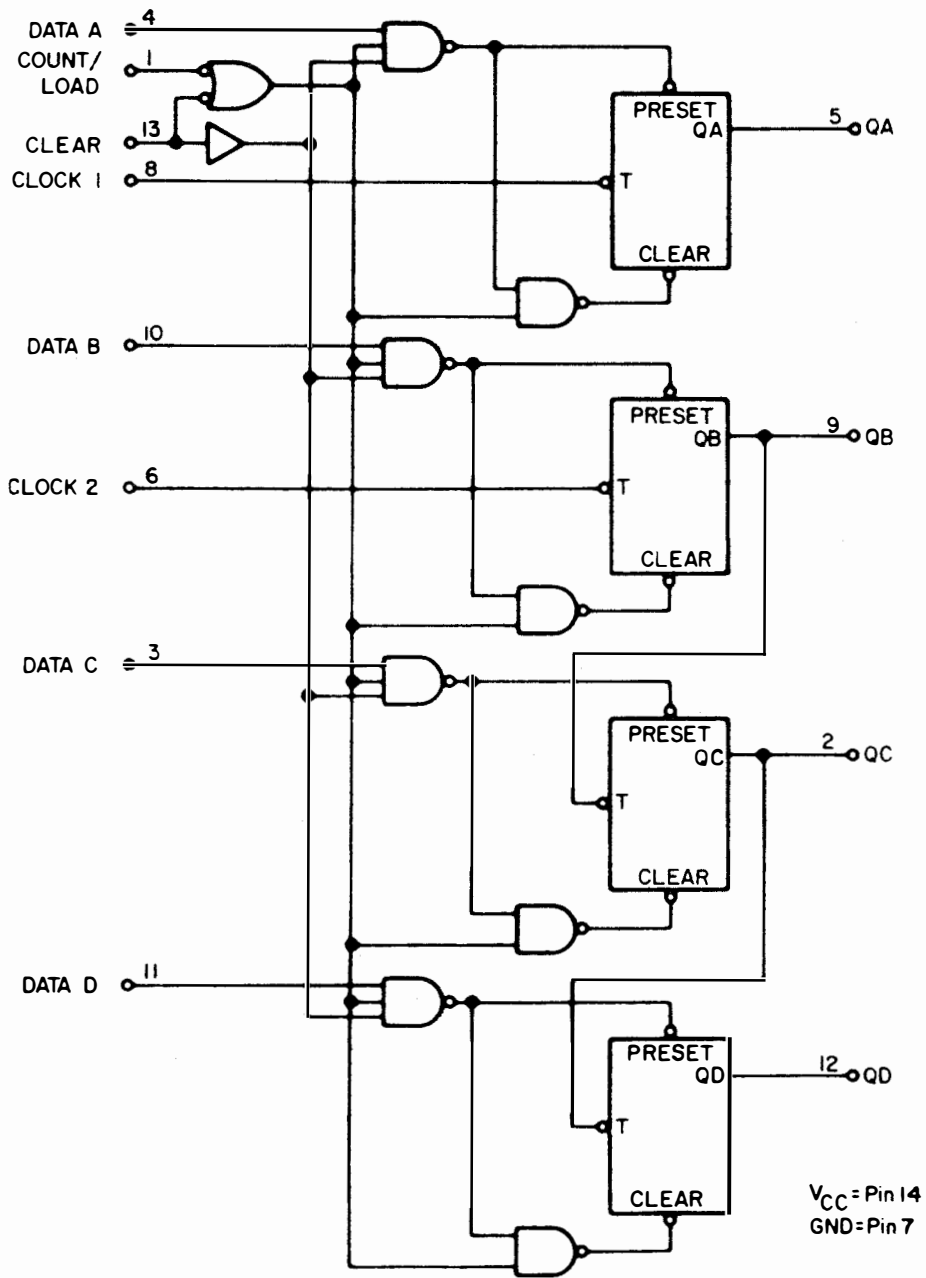 DATA A 4
COUNT/ LOAD 1
CLEAR 13
CLOCK 1 8
PRESET
QA 5 QA
T
CLEAR
DATA B 10
PRESET
QB 9 QB
CLOCK 2 6
T
CLEAR
DATA C 3
PRESET
QC 2 QC
T
CLEAR
DATA D 11
PRESET
QD 12 QD
T
CLEAR
VCC = Pin 14
GND = Pin 7